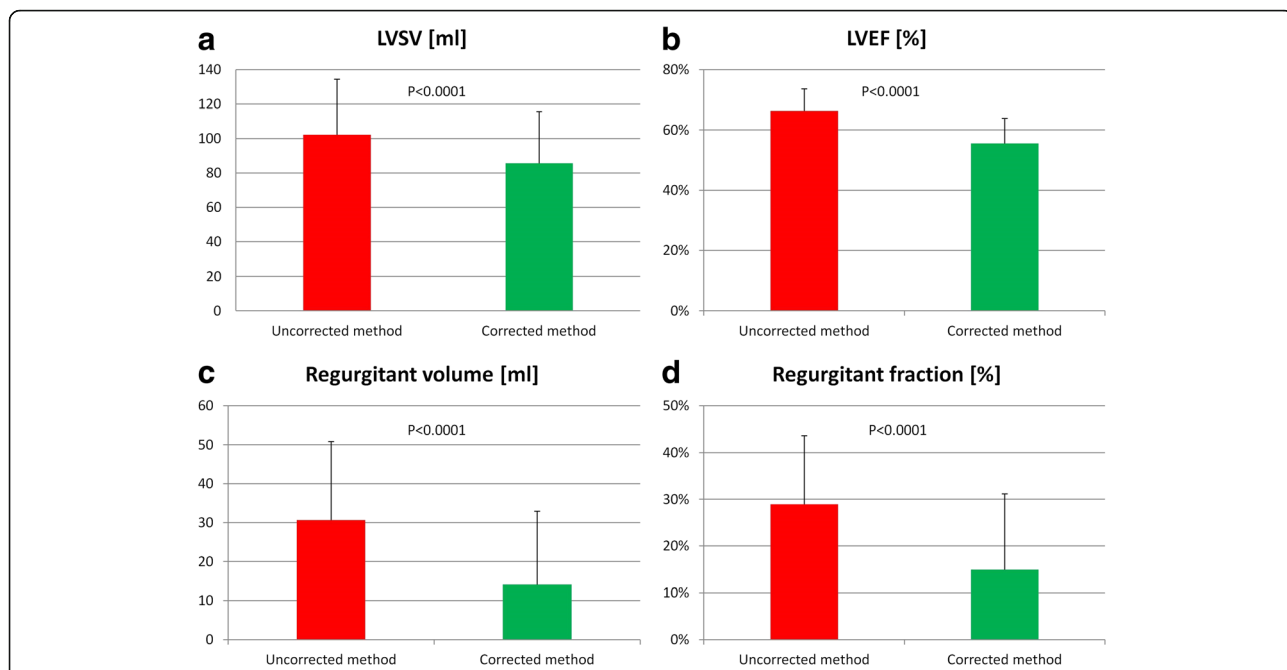 a LVSV [ml]
140
120
100
80
60
40
20
0
P<0.0001
Uncorrected method Corrected method
b LVEF [%]
80%
60%
40%
20%
0%
P<0.0001
Uncorrected method Corrected method
c Regurgitant volume [ml]
60
50
40
30
20
10
0
P<0.0001
Uncorrected method Corrected method
d Regurgitant fraction [%]
50%
40%
30%
20%
10%
0%
P<0.0001
Uncorrected method Corrected method